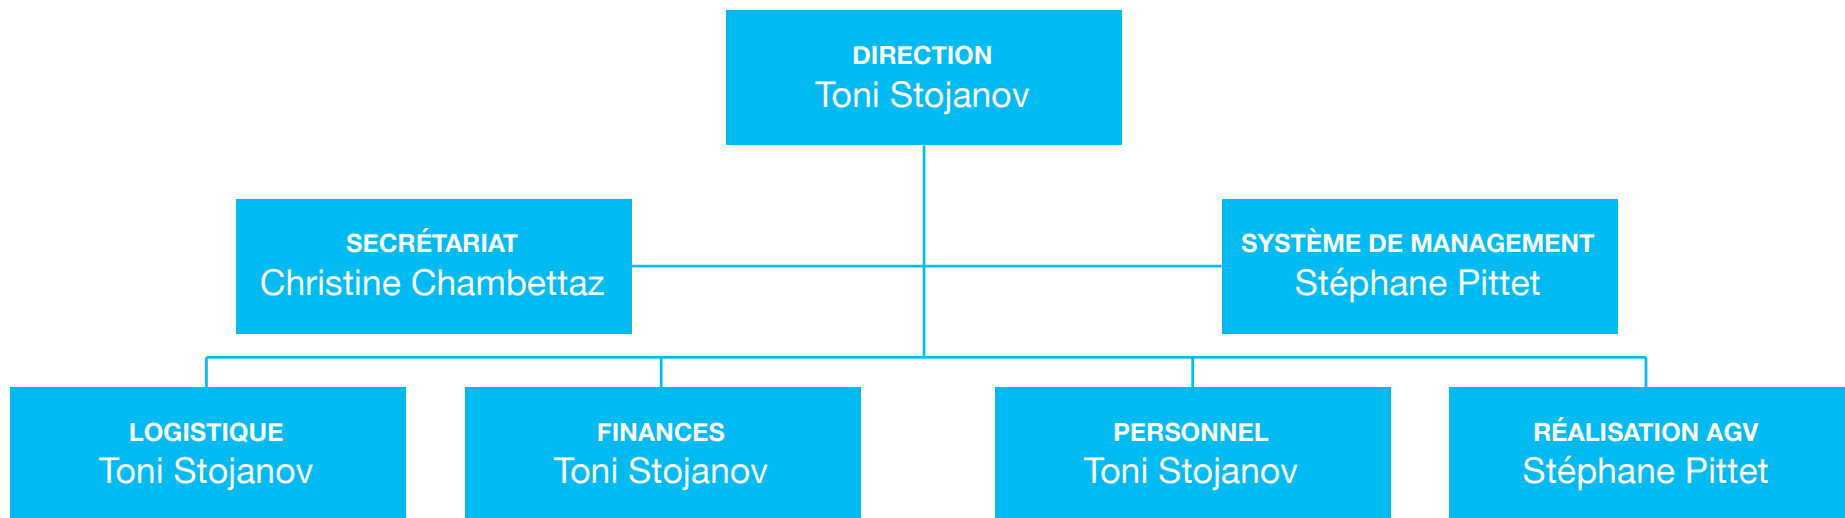 DIRECTION
Toni Stojanov
SECRÉTARIAT
Christine Chambettaz
SYSTÈME DE MANAGEMENT
Stéphane Pittet
LOGISTIQUE
Toni Stojanov
FINANCES
Toni Stojanov
PERSONNEL
Toni Stojanov
RÉALISATION AGV
Stéphane Pittet